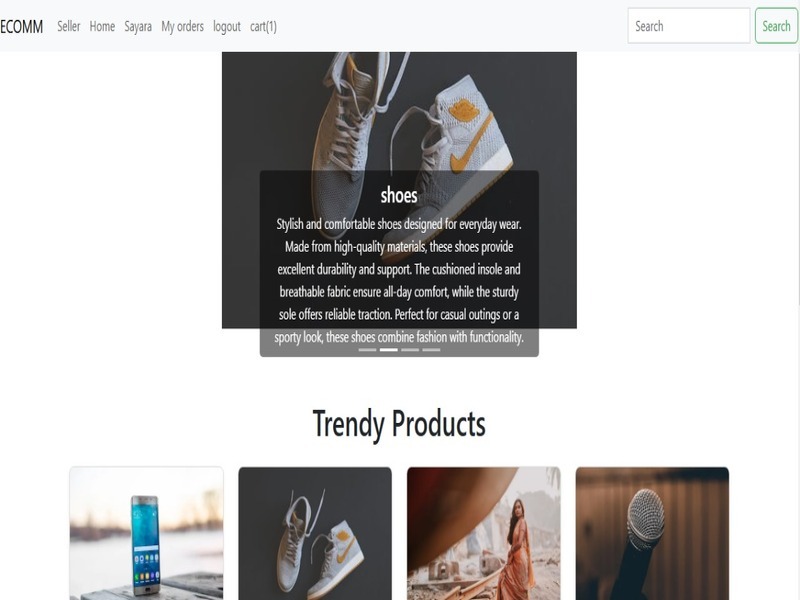 ECOMM Seller Home Sayara My orders logout cart(1) Search Search
shoes
Stylish and comfortable shoes designed for everyday wear.
Made from high-quality materials, these shoes provide
excellent durability and support. The cushioned insole and
breathable fabric ensure all-day comfort, while the sturdy
sole offers reliable traction. Perfect for casual outings or a
sporty look, these shoes combine fashion with functionality.
Trendy Products